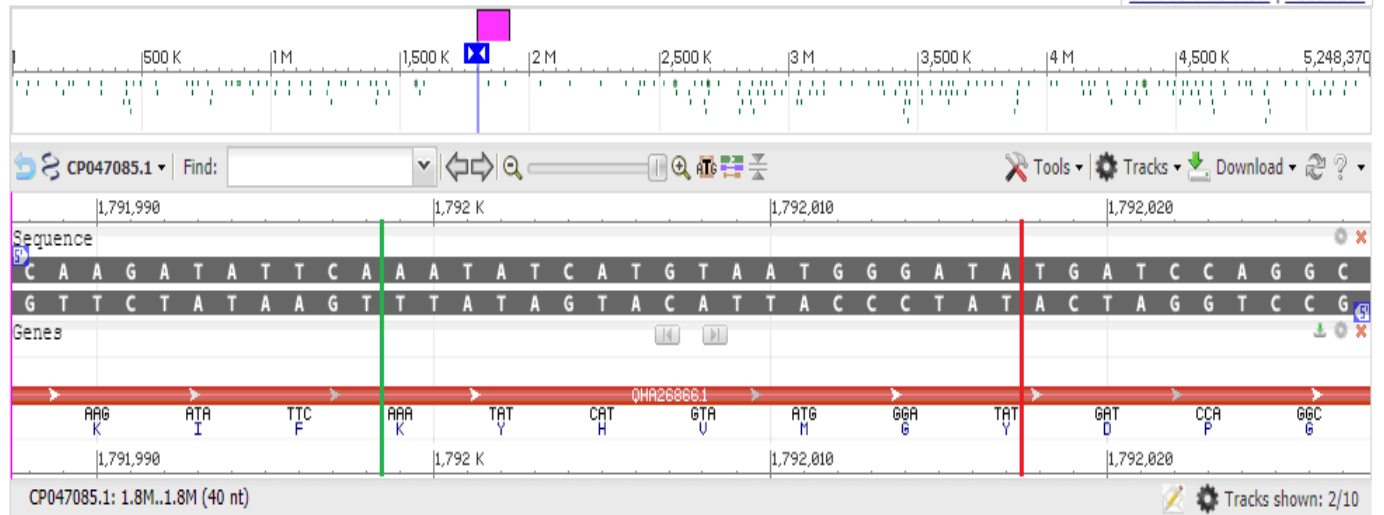 1 500 K 1 M 1,500 K 2 M 2,500 K 3 M 3,500 K 4 M 4,500 K 5,248,370
CP047085.1 Find: Tools Tracks Download ?
1,791,990 1,792 K 1,792,010 1,792,020
Sequence
5'
C A A G A T A T T C A A A T A T C A T G T A A T G G G A T A T G A T C C A G G C
G T T C T A T A A G T T T A T A G T A C A T T A C C C T A T A C T A G G T C C G
5'
Genes
QHA26866.1
AAG ATA TTC AAA TAT CAT GTA ATG GGA TAT GAT CCA GGC
K I F K Y H V M G Y D P G
1,791,990 1,792 K 1,792,010 1,792,020
CP047085.1: 1.8M..1.8M (40 nt) Tracks shown: 2/10